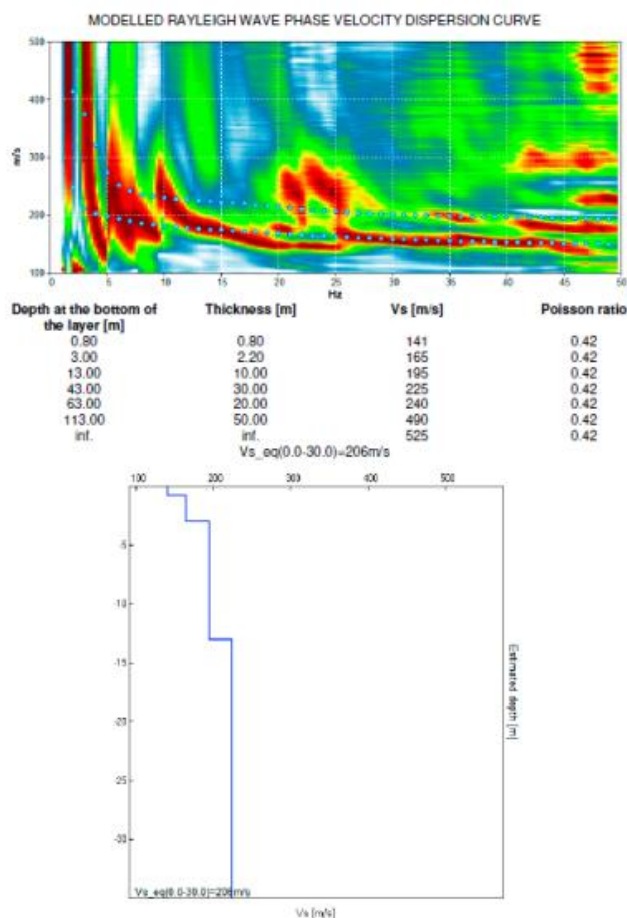 MODELLED RAYLEIGH WAVE PHASE VELOCITY DISPERSION CURVE
500
400
m/s
300
200
100
0 5 10 15 20 25 30 35 40 45 50
Hz
Depth at the bottom of the layer [m] Thickness [m] Vs [m/s] Poisson ratio
0.80 0.80 141 0.42
3.00 2.20 165 0.42
13.00 10.00 195 0.42
43.00 30.00 225 0.42
63.00 20.00 240 0.42
113.00 50.00 490 0.42
inf. inf. 525 0.42
Vs_eq(0.0-30.0)=206m/s
100 200 300 400 500
-5
-10
-15
-20
-25
-30
Estimated depth [m]
Vs_eq(0.0-30.0)=206m/s
Vs [m/s]